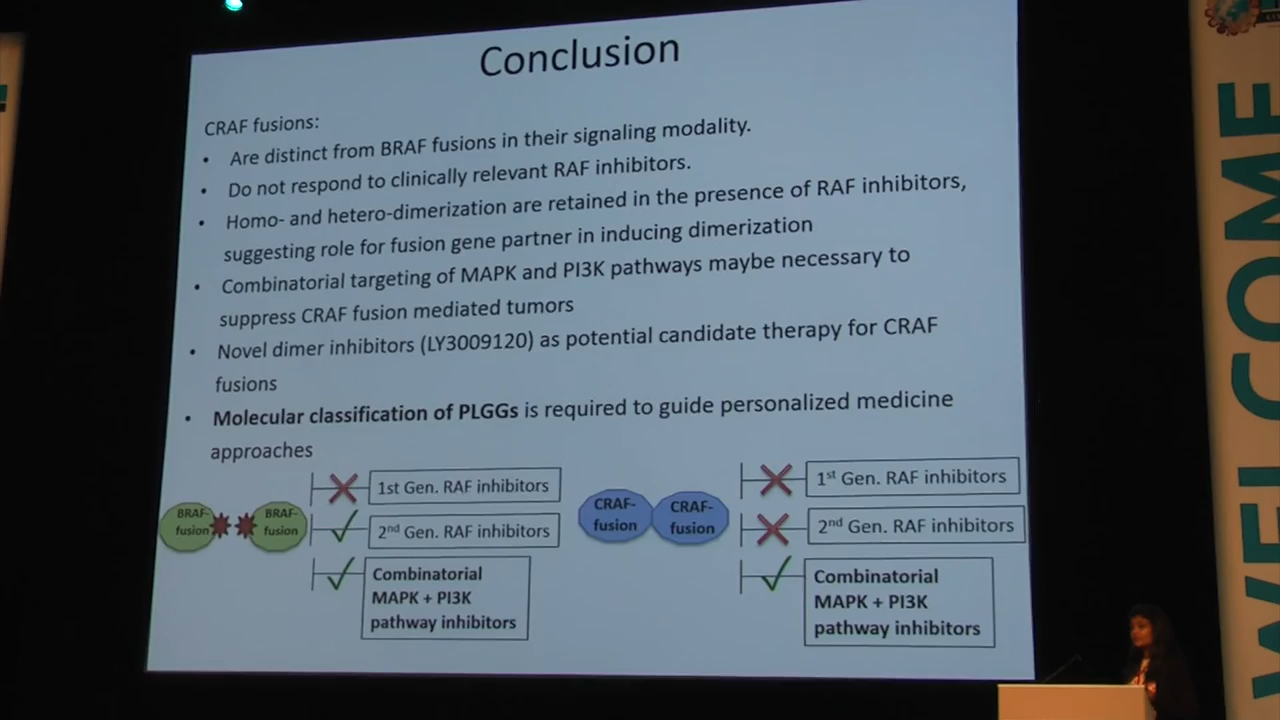 Conclusion
CRAF fusions:
• Are distinct from BRAF fusions in their signaling modality.
• Do not respond to clinically relevant RAF inhibitors.
• Homo- and hetero-dimerization are retained in the presence of RAF inhibitors,
suggesting role for fusion gene partner in inducing dimerization
• Combinatorial targeting of MAPK and PI3K pathways maybe necessary to
suppress CRAF fusion mediated tumors
• Novel dimer inhibitors (LY3009120) as potential candidate therapy for CRAF
fusions
• Molecular classification of PLGGs is required to guide personalized medicine
approaches
BRAF-
fusion
BRAF-
fusion
1st Gen. RAF inhibitors
2nd Gen. RAF inhibitors
Combinatorial
MAPK + PI3K
pathway inhibitors
CRAF-
fusion
CRAF-
fusion
1st Gen. RAF inhibitors
2nd Gen. RAF inhibitors
Combinatorial
MAPK + PI3K
pathway inhibitors
WELCOME